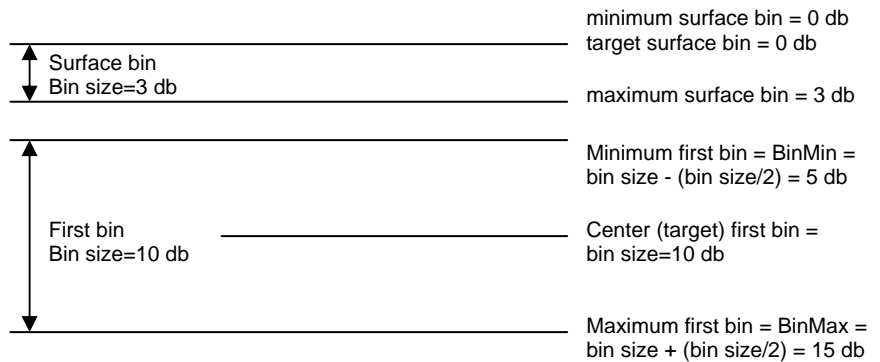 minimum surface bin = 0 db
target surface bin = 0 db
Surface bin
Bin size=3 db
maximum surface bin = 3 db
Minimum first bin = BinMin =
bin size - (bin size/2) = 5 db
First bin
Bin size=10 db
Center (target) first bin =
bin size=10 db
Maximum first bin = BinMax =
bin size + (bin size/2) = 15 db